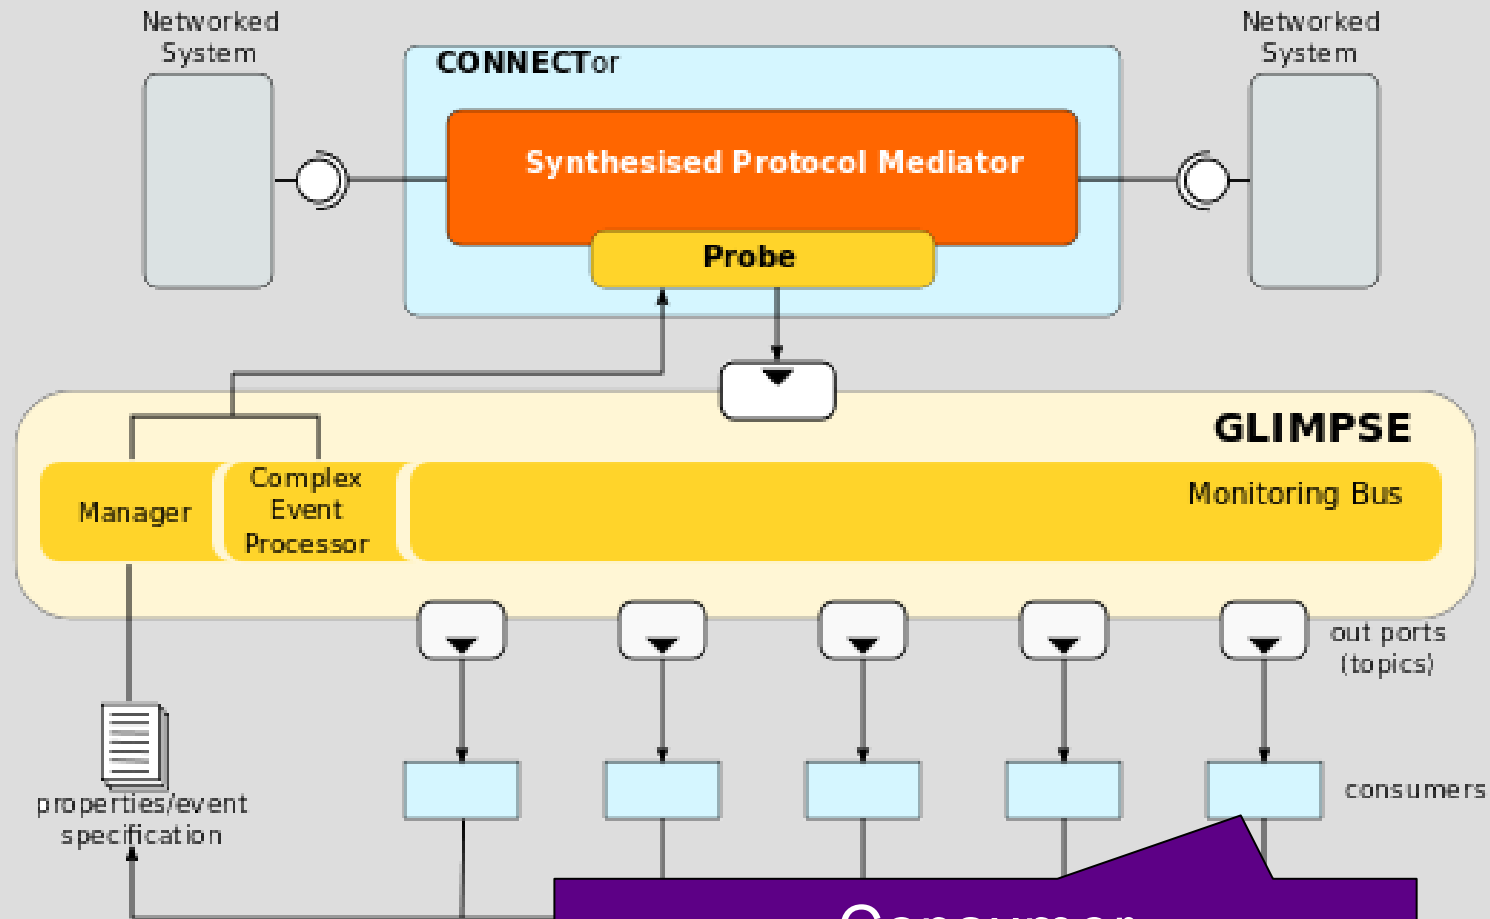 Networked
System
Networked
System
CONNECTor
Synthesised Protocol Mediator
Probe
GLIMPSE
Manager
Complex
Event
Processor
Monitoring Bus
out ports
(topics)
properties/event
specification
consumers
Consumer